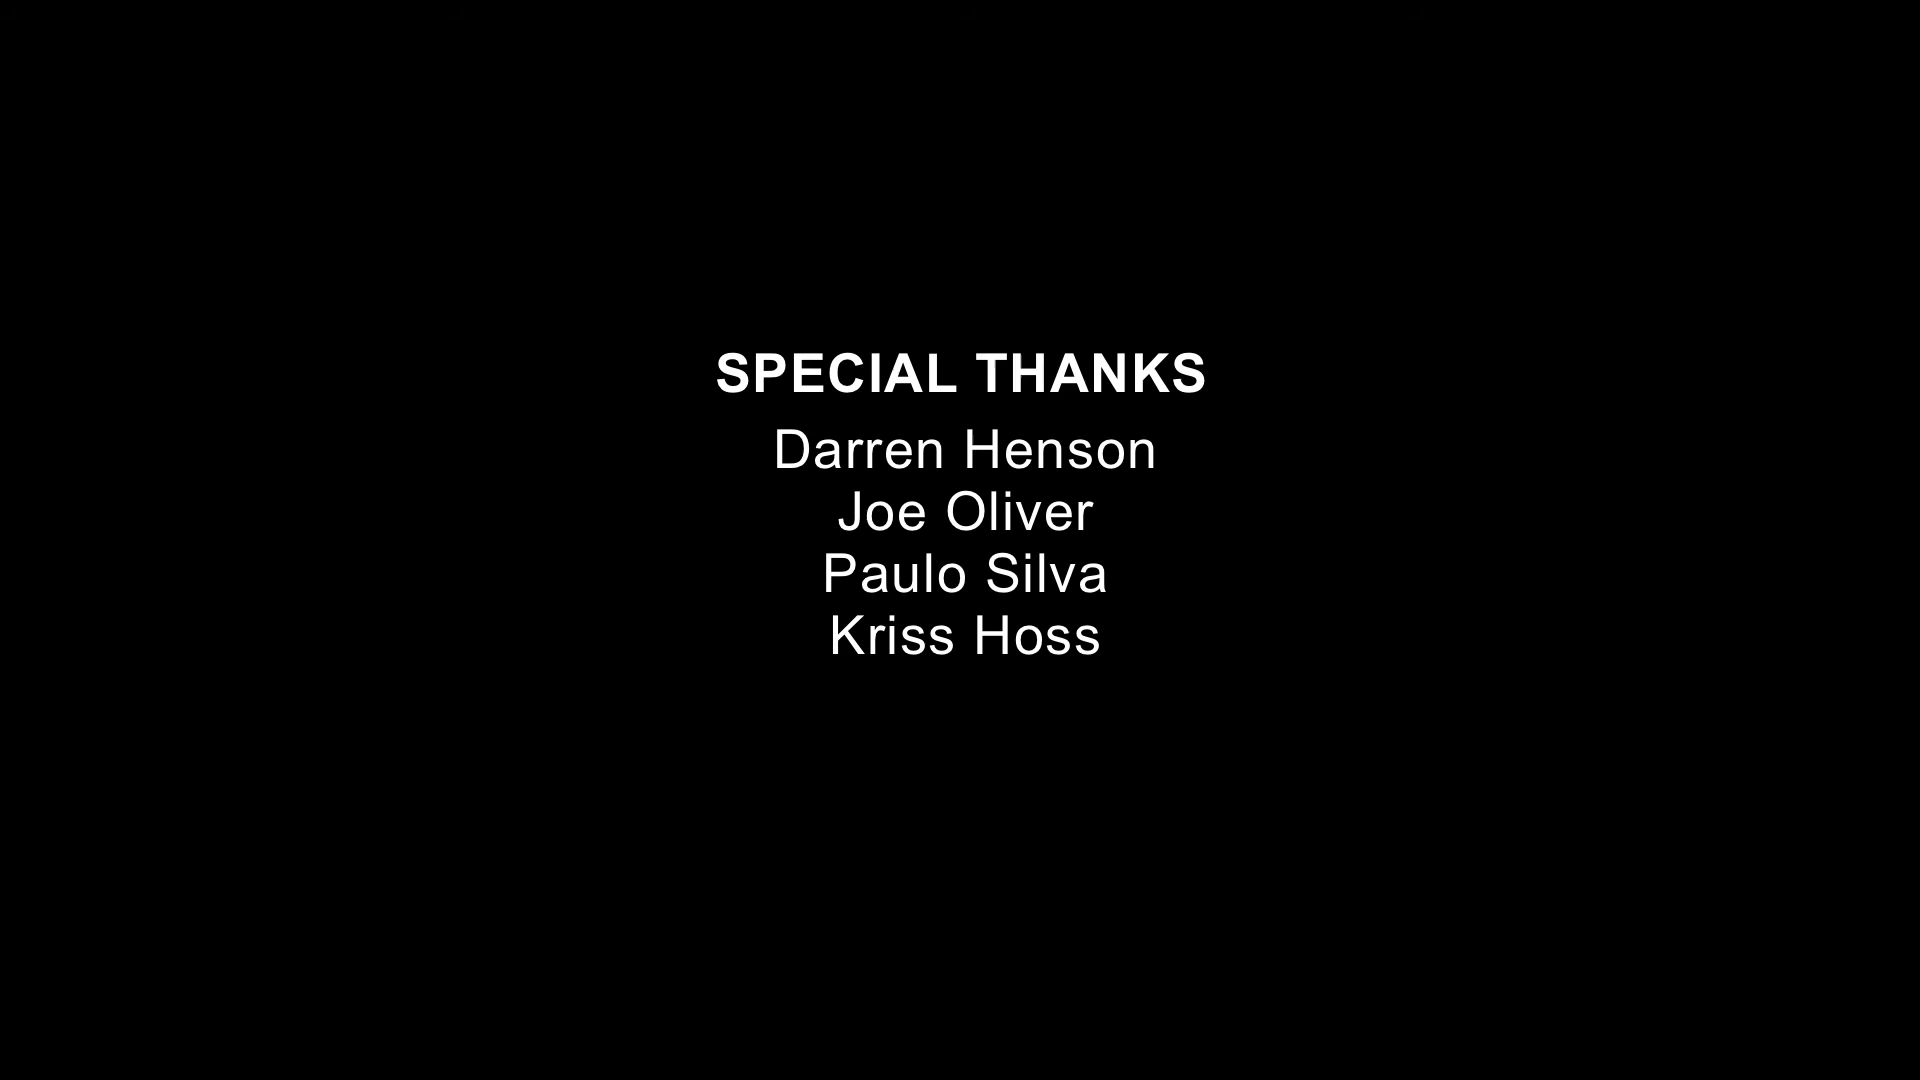 SPECIAL THANKS
Darren Henson
Joe Oliver
Paulo Silva
Kriss Hoss